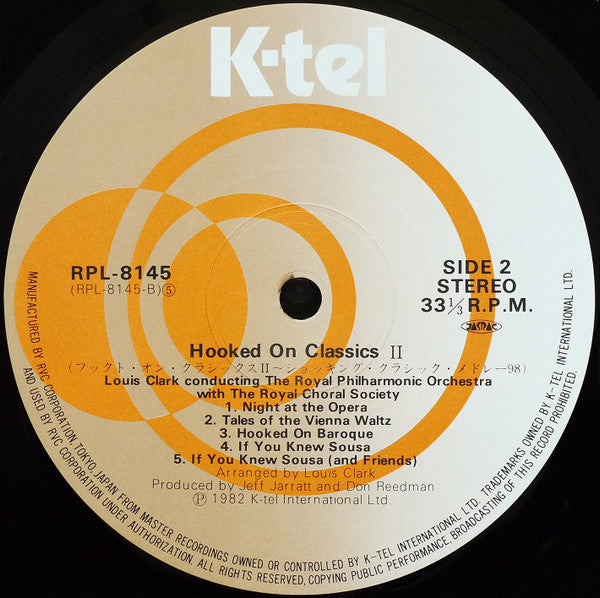 K-tel
RPL-8145
(RPL-8145-B)⑤
SIDE 2
STEREO
33 1/3 R.P.M.
JASRAC
Hooked On Classics II
(フックト・オン・クラシックスII〜ショッキング・クラシック・メドレー98)
Louis Clark conducting The Royal Philharmonic Orchestra
with The Royal Choral Society
1. Night at the Opera
2. Tales of the Vienna Waltz
3. Hooked On Baroque
4. If You Knew Sousa
5. If You Knew Sousa (and Friends)
Arranged by Louis Clark
Produced by Jeff Jarratt and Don Reedman
Ⓟ 1982 K-tel International Ltd.
MANUFACTURED BY RVC CORPORATION, TOKYO, JAPAN FROM MASTER RECORDINGS OWNED OR CONTROLLED BY K-TEL INTERNATIONAL LTD. TRADEMARKS OWNED BY K-TEL INTERNATIONAL LTD.
AND USED BY RVC CORPORATION UNDER AUTHORIZATION. ALL RIGHTS RESERVED, COPYING PUBLIC PERFORMANCE, BROADCASTING OF THIS RECORD PROHIBITED.